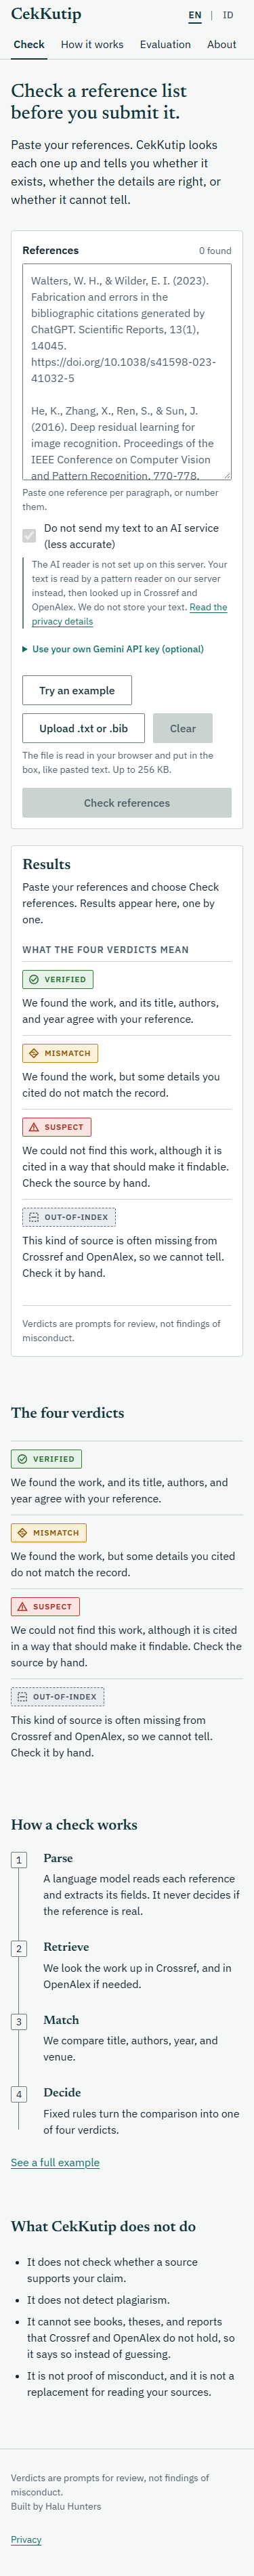 CekKutip
EN | ID
Check How it works Evaluation About
Check a reference list
before you submit it.
Paste your references. CekKutip looks
each one up and tells you whether it
exists, whether the details are right, or
whether it cannot tell.
References 0 found
Walters, W. H., & Wilder, E. I. (2023).
Fabrication and errors in the
bibliographic citations generated by
ChatGPT. Scientific Reports, 13(1),
14045.
https://doi.org/10.1038/s41598-023-
41032-5
He, K., Zhang, X., Ren, S., & Sun, J.
(2016). Deep residual learning for
image recognition. Proceedings of the
IEEE Conference on Computer Vision
and Pattern Recognition, 770-778.
Paste one reference per paragraph, or number
them.
Do not send my text to an AI service
(less accurate)
The AI reader is not set up on this server. Your
text is read by a pattern reader on our server
instead, then looked up in Crossref and
OpenAlex. We do not store your text. Read the
privacy details
Use your own Gemini API key (optional)
Try an example
Upload .txt or .bib Clear
The file is read in your browser and put in the
box, like pasted text. Up to 256 KB.
Check references
Results
Paste your references and choose Check
references. Results appear here, one by
one.
WHAT THE FOUR VERDICTS MEAN
VERIFIED
We found the work, and its title, authors,
and year agree with your reference.
MISMATCH
We found the work, but some details you
cited do not match the record.
SUSPECT
We could not find this work, although it is
cited in a way that should make it findable.
Check the source by hand.
OUT-OF-INDEX
This kind of source is often missing from
Crossref and OpenAlex, so we cannot tell.
Check it by hand.
Verdicts are prompts for review, not findings of
misconduct.
The four verdicts
VERIFIED
We found the work, and its title, authors, and
year agree with your reference.
MISMATCH
We found the work, but some details you cited
do not match the record.
SUSPECT
We could not find this work, although it is cited
in a way that should make it findable. Check the
source by hand.
OUT-OF-INDEX
This kind of source is often missing from
Crossref and OpenAlex, so we cannot tell.
Check it by hand.
How a check works
1 Parse
A language model reads each reference
and extracts its fields. It never decides if
the reference is real.
2 Retrieve
We look the work up in Crossref, and in
OpenAlex if needed.
3 Match
We compare title, authors, year, and
venue.
4 Decide
Fixed rules turn the comparison into one
of four verdicts.
See a full example
What CekKutip does not do
It does not check whether a source
supports your claim.
It does not detect plagiarism.
It cannot see books, theses, and reports
that Crossref and OpenAlex do not hold, so
it says so instead of guessing.
It is not proof of misconduct, and it is not a
replacement for reading your sources.
Verdicts are prompts for review, not findings of
misconduct.
Built by Halu Hunters
Privacy